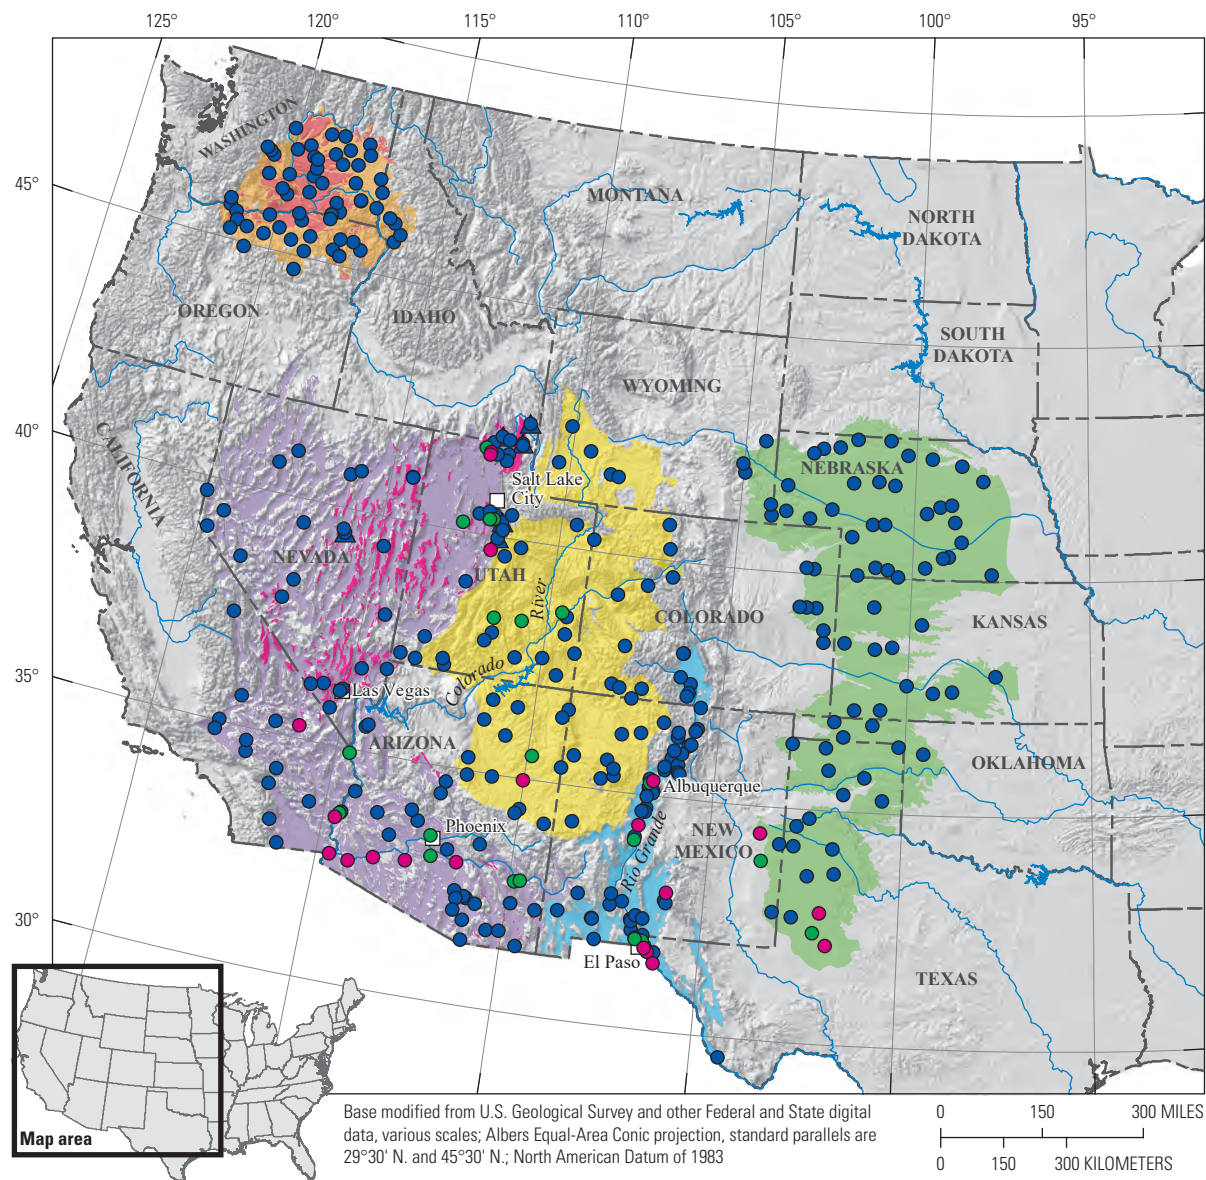 125°
120°
115°
110°
105°
100°
95°
45°
40°
35°
30°
WASHINGTON
MONTANA
NORTH
DAKOTA
OREGON
IDAHO
SOUTH
DAKOTA
WYOMING
CALIFORNIA
NEBRASKA
Salt Lake
City
NEVADA
UTAH
River
COLORADO
KANSAS
Colorado
Las Vegas
ARIZONA
OKLAHOMA
Albuquerque
Phoenix
NEW
MEXICO
Rio Grande
El Paso
TEXAS
Map area
Base modified from U.S. Geological Survey and other Federal and State digital
data, various scales; Albers Equal-Area Conic projection, standard parallels are
29°30' N. and 45°30' N.; North American Datum of 1983
0 150 300 MILES
0 150 300 KILOMETERS